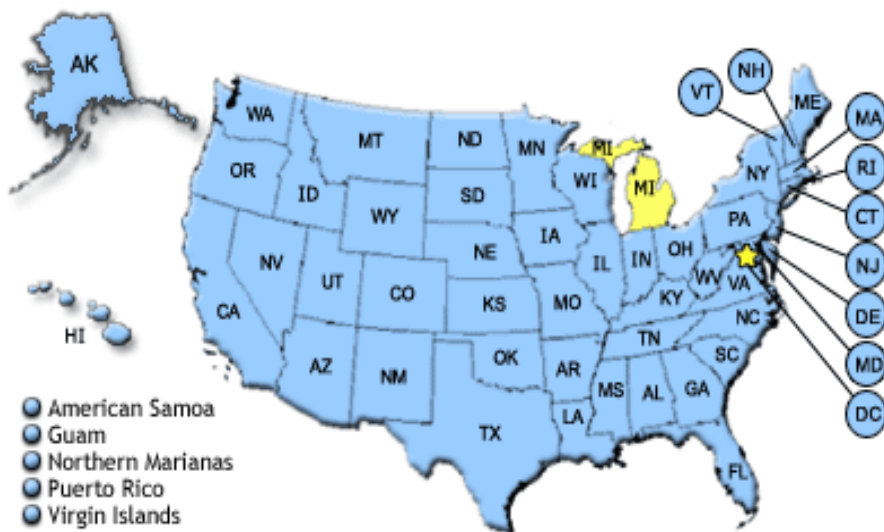 AK
WA
OR
CA
ID
NV
MT
WY
UT
AZ
CO
NM
ND
SD
NE
KS
OK
TX
MN
IA
MO
AR
LA
WI
IL
MI
MI
IN
OH
KY
TN
MS
AL
GA
FL
SC
NC
VA
WV
PA
NY
ME
VT
NH
MA
RI
CT
NJ
DE
MD
DC
HI
American Samoa
Guam
Northern Marianas
Puerto Rico
Virgin Islands